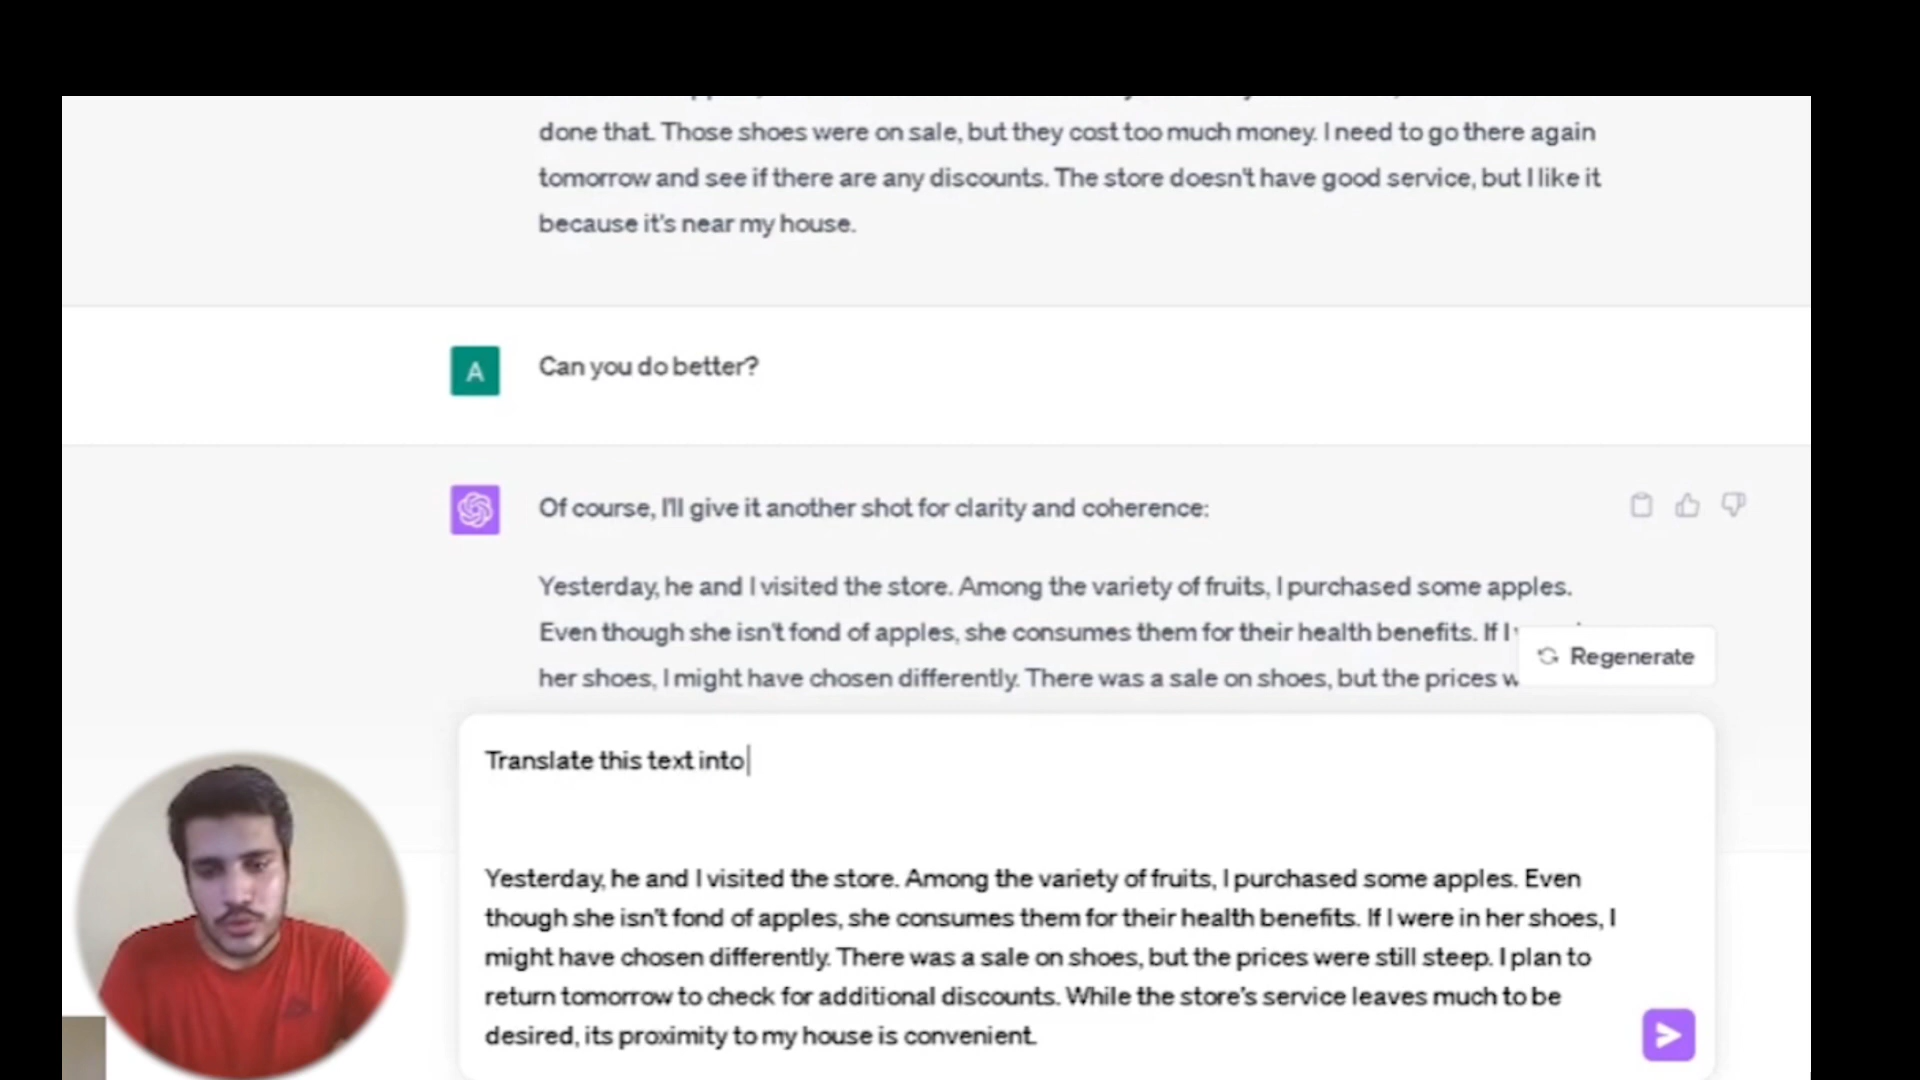 done that. Those shoes were on sale, but they cost too much money. I need to go there again
tomorrow and see if there are any discounts. The store doesn't have good service, but I like it
because it's near my house.
A
Can you do better?
Of course, I'll give it another shot for clarity and coherence:
Yesterday, he and I visited the store. Among the variety of fruits, I purchased some apples.
Even though she isn't fond of apples, she consumes them for their health benefits. If I
her shoes, I might have chosen differently. There was a sale on shoes, but the prices
Regenerate
Translate this text into
Yesterday, he and I visited the store. Among the variety of fruits, I purchased some apples. Even
though she isn't fond of apples, she consumes them for their health benefits. If I were in her shoes, I
might have chosen differently. There was a sale on shoes, but the prices were still steep. I plan to
return tomorrow to check for additional discounts. While the store's service leaves much to be
desired, its proximity to my house is convenient.